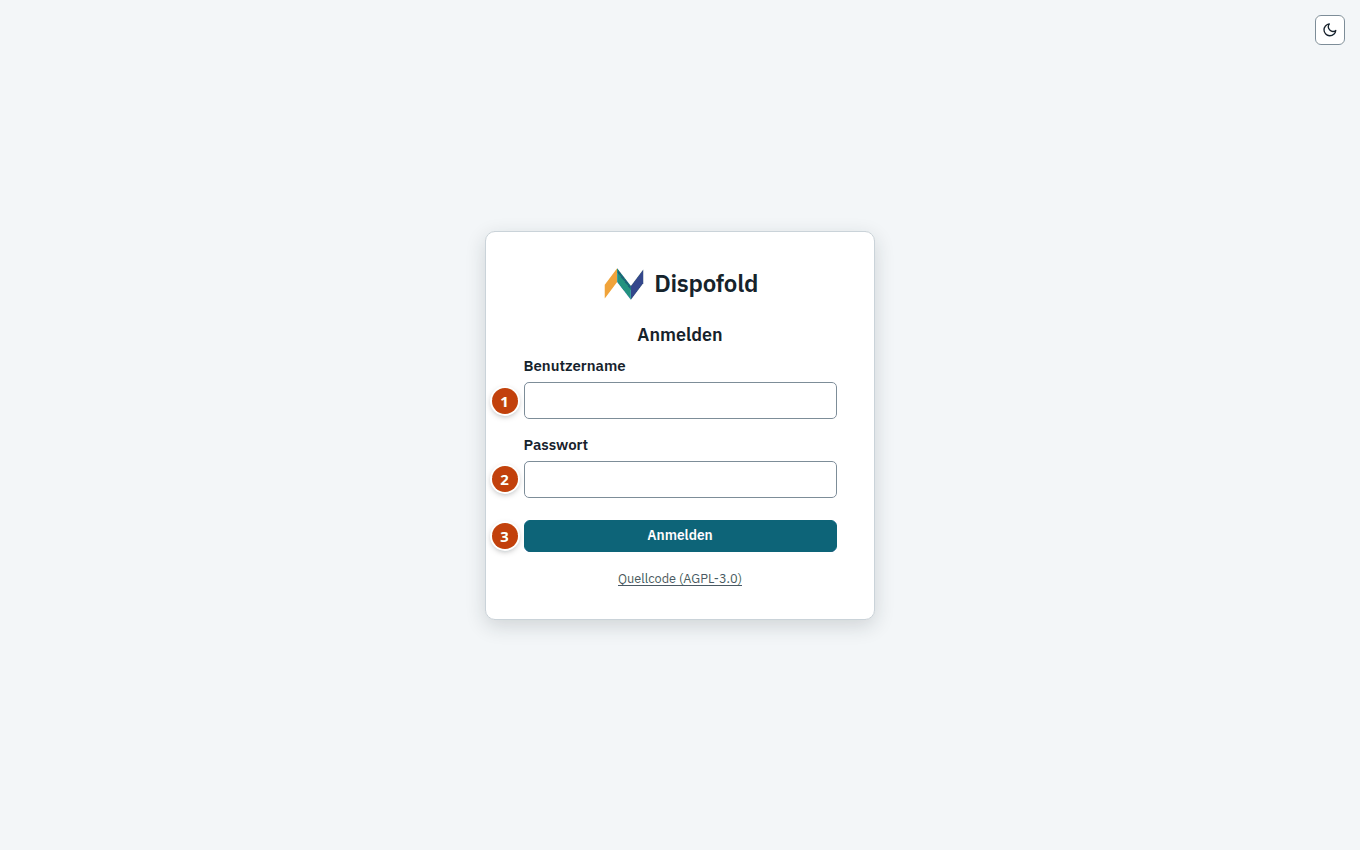 Dispofold
Anmelden
Benutzername
1
Passwort
2
3 Anmelden
Quellcode (AGPL-3.0)